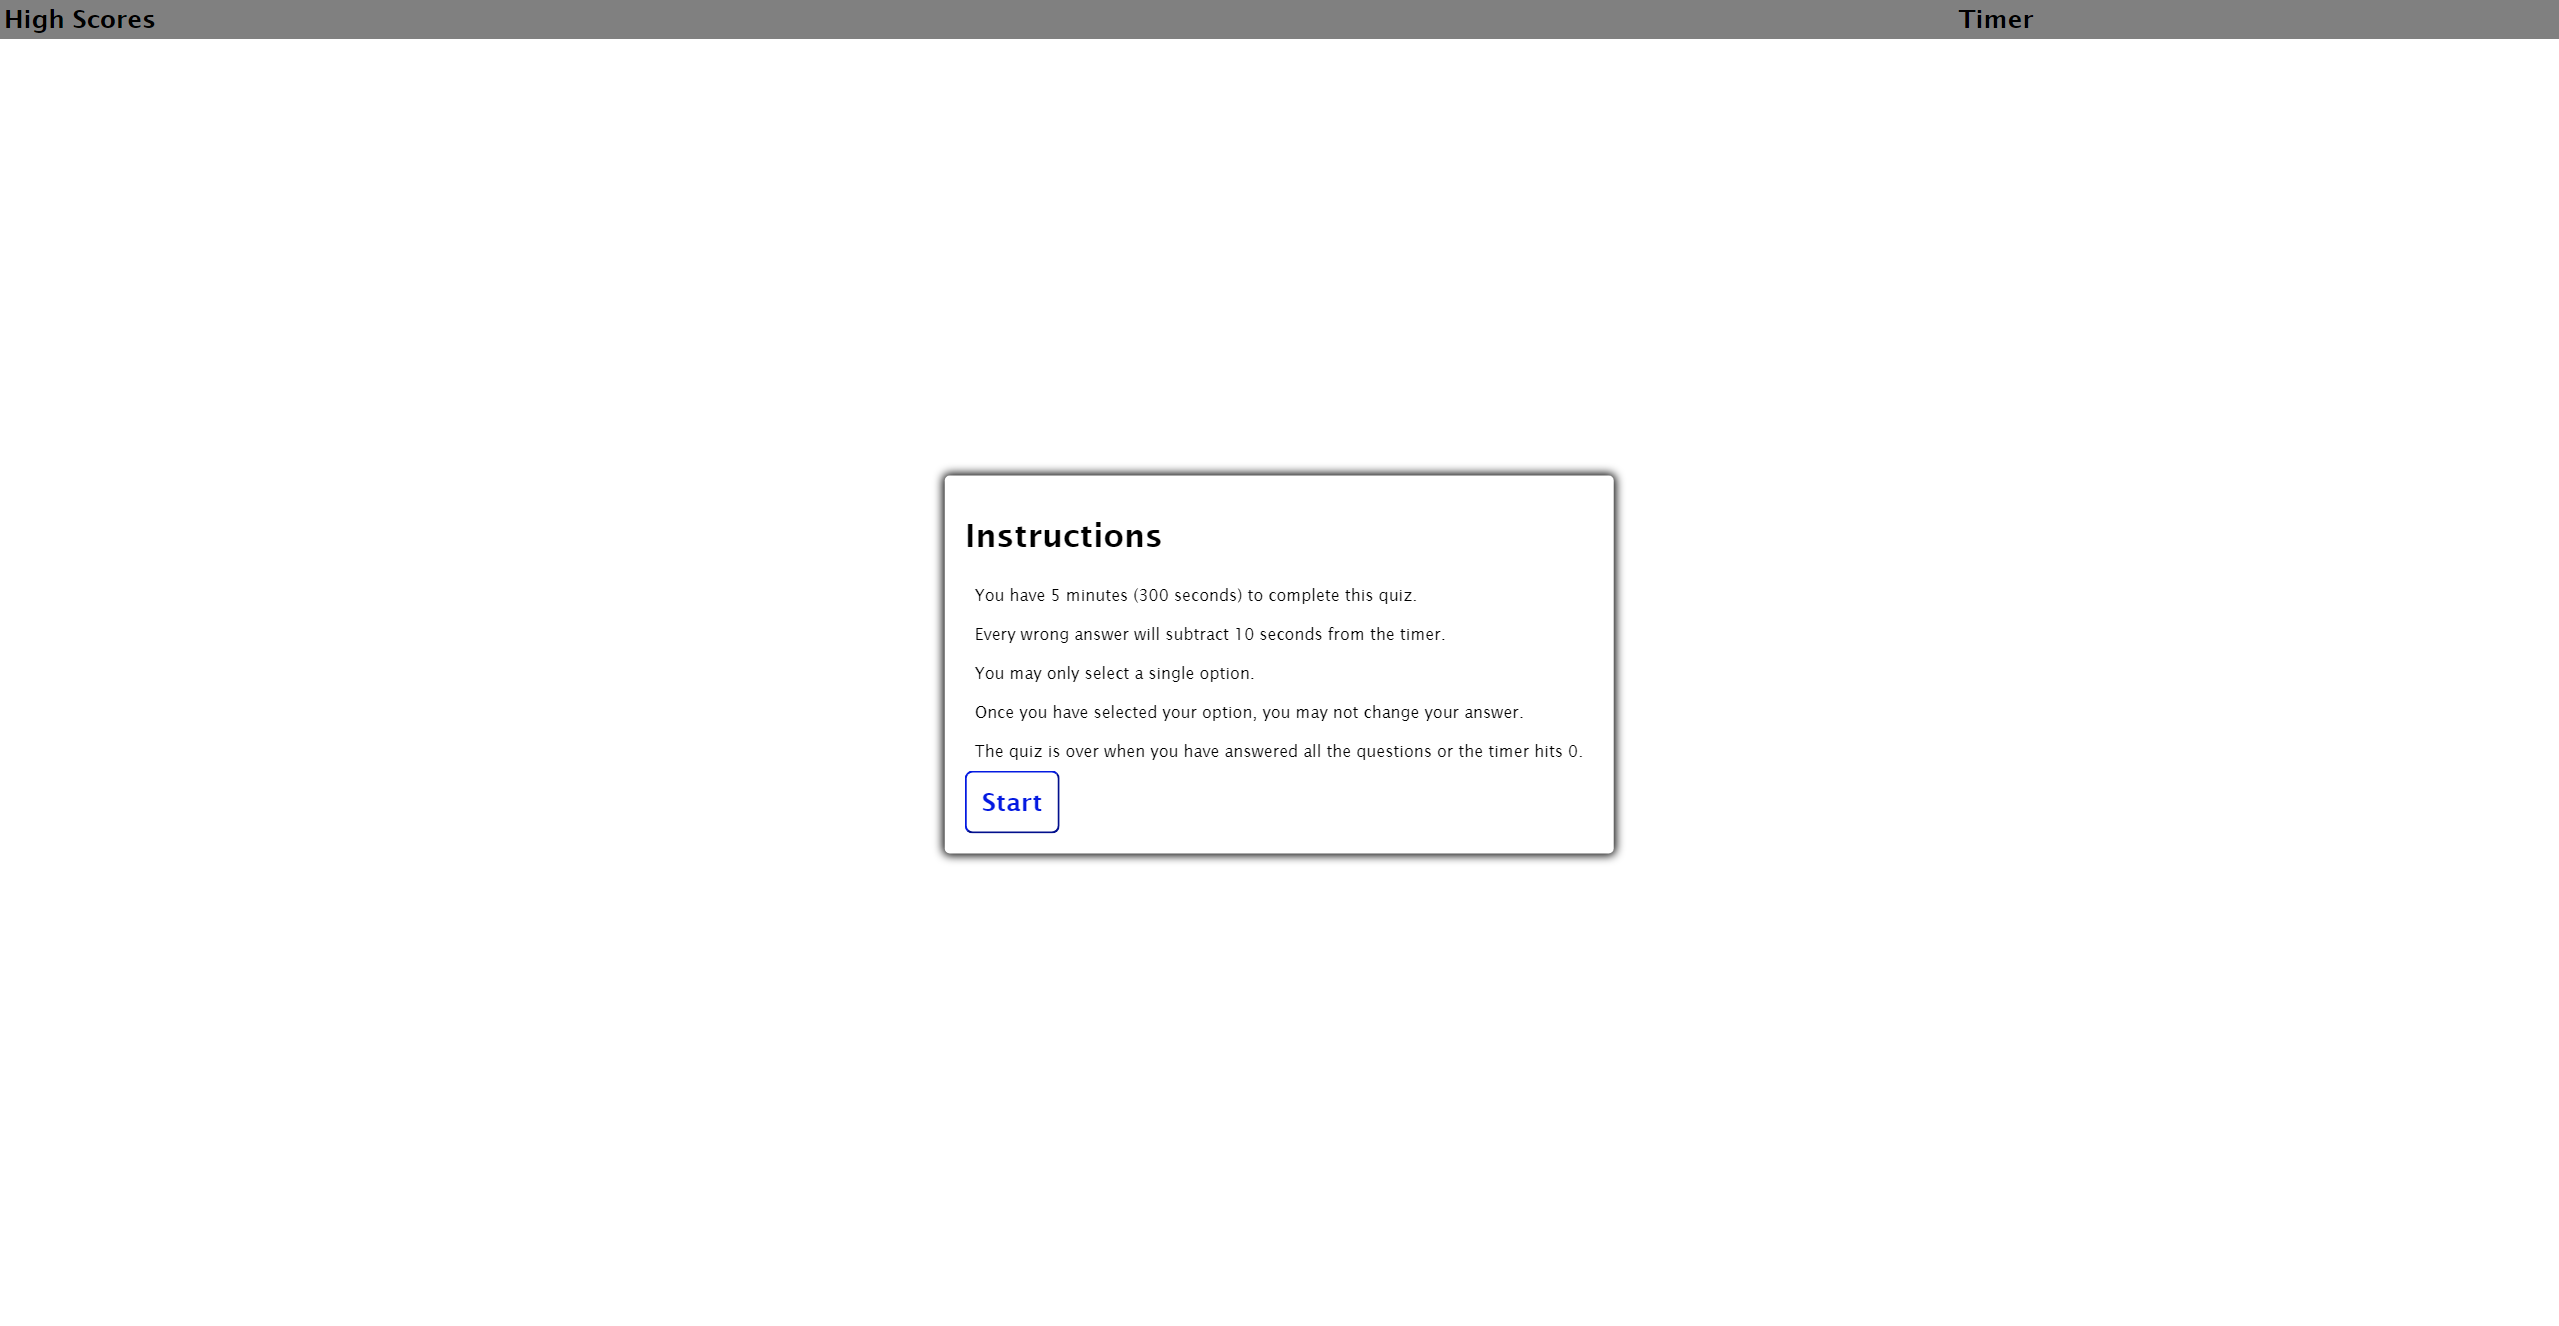 High Scores
Timer
Instructions
You have 5 minutes (300 seconds) to complete this quiz.
Every wrong answer will subtract 10 seconds from the timer.
You may only select a single option.
Once you have selected your option, you may not change your answer.
The quiz is over when you have answered all the questions or the timer hits 0.
Start